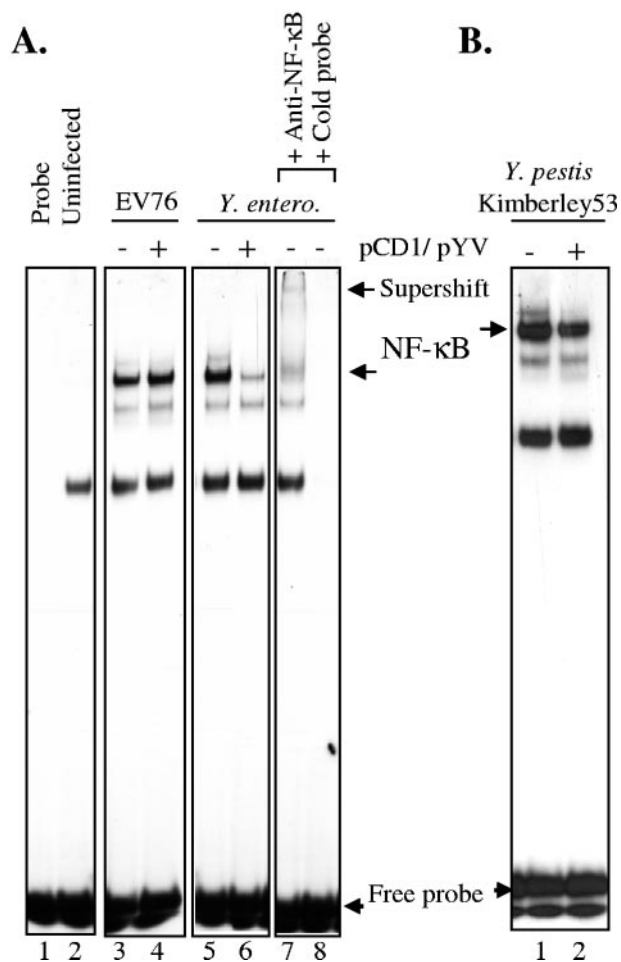 A.
B.
Probe
Uninfected
+ Anti-NF-κB
+ Cold probe
EV76
Y. entero.
Y. pestis
Kimberley53
- +
- +
- -
pCD1/ pYV
- +
Supershift
NF-κB
Free probe
1 2 3 4 5 6 7 8
1 2